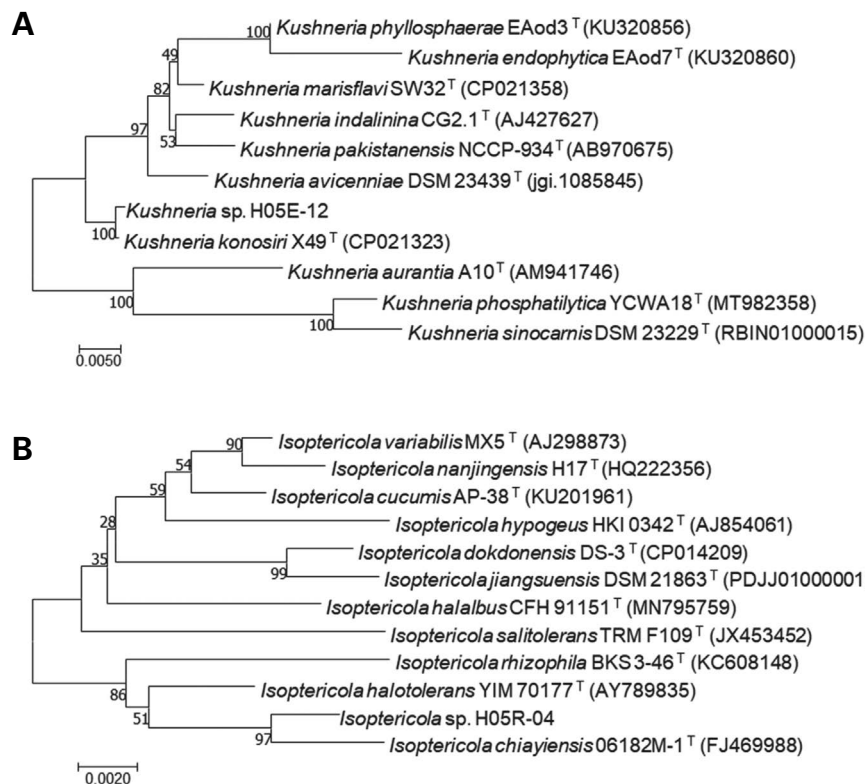 A
100 Kushneria phyllosphaerae EAod3 T (KU320856)
49 Kushneria endophytica EAod7 T (KU320860)
82 Kushneria marisflavi SW32 T (CP021358)
97 Kushneria indalinina CG2.1 T (AJ427627)
53 Kushneria pakistanensis NCCP-934 T (AB970675)
Kushneria avicenniae DSM 23439 T (jgi.1085845)
Kushneria sp. H05E-12
100 Kushneria konosiri X49 T (CP021323)
Kushneria aurantia A10 T (AM941746)
100 Kushneria phosphatilytica YCWA18 T (MT982358)
100 Kushneria sinocarnis DSM 23229 T (RBIN01000015)
0.0050
B
90 Isoptericola variabilis MX5 T (AJ298873)
54 Isoptericola nanjingensis H17 T (HQ222356)
59 Isoptericola cucumis AP-38 T (KU201961)
28 Isoptericola hypogeus HKI 0342 T (AJ854061)
35 Isoptericola dokdonensis DS-3 T (CP014209)
99 Isoptericola jiangsuensis DSM 21863 T (PDJJ01000001
Isoptericola halalbus CFH 91151 T (MN795759)
Isoptericola salitolerans TRM F109 T (JX453452)
Isoptericola rhizophila BKS 3-46 T (KC608148)
86 Isoptericola halotolerans YIM 70177 T (AY789835)
51 Isoptericola sp. H05R-04
97 Isoptericola chiayiensis 06182M-1 T (FJ469988)
0.0020